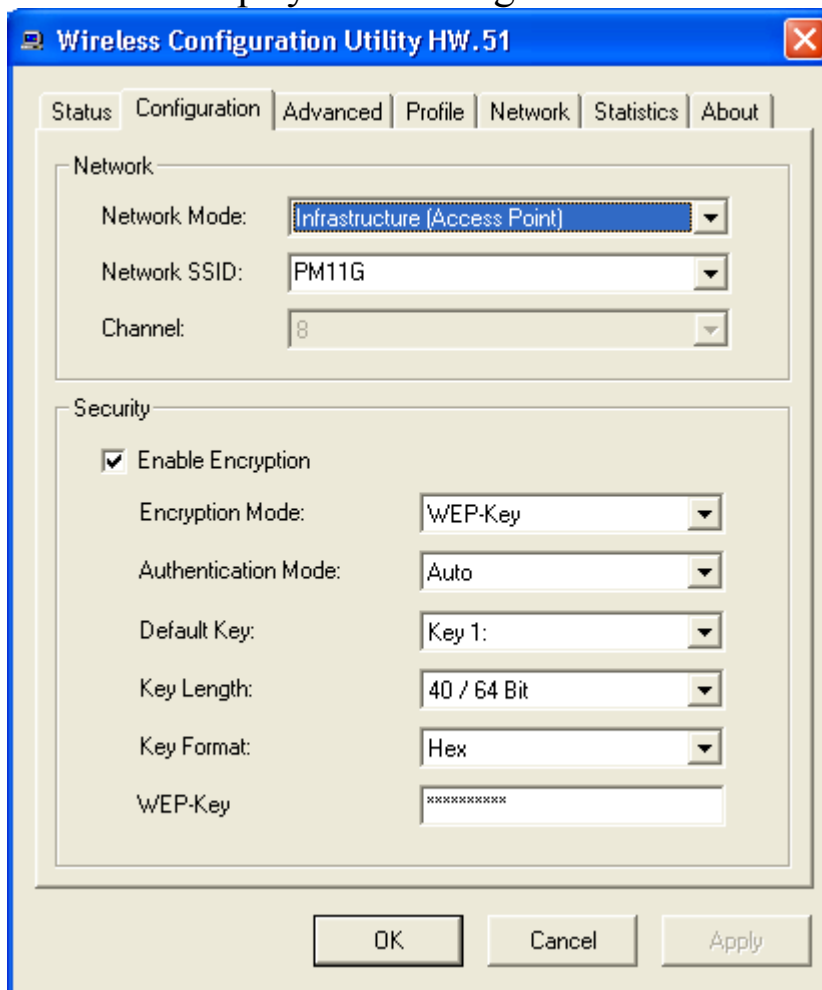 Wireless Configuration Utility HW.51
Status Configuration Advanced Profile Network Statistics About
Network
Network Mode: Infrastructure (Access Point)
Network SSID: PM11G
Channel: 8
Security
Enable Encryption
Encryption Mode: WEP-Key
Authentication Mode: Auto
Default Key: Key 1:
Key Length: 40 / 64 Bit
Key Format: Hex
WEP-Key **********
OK Cancel Apply